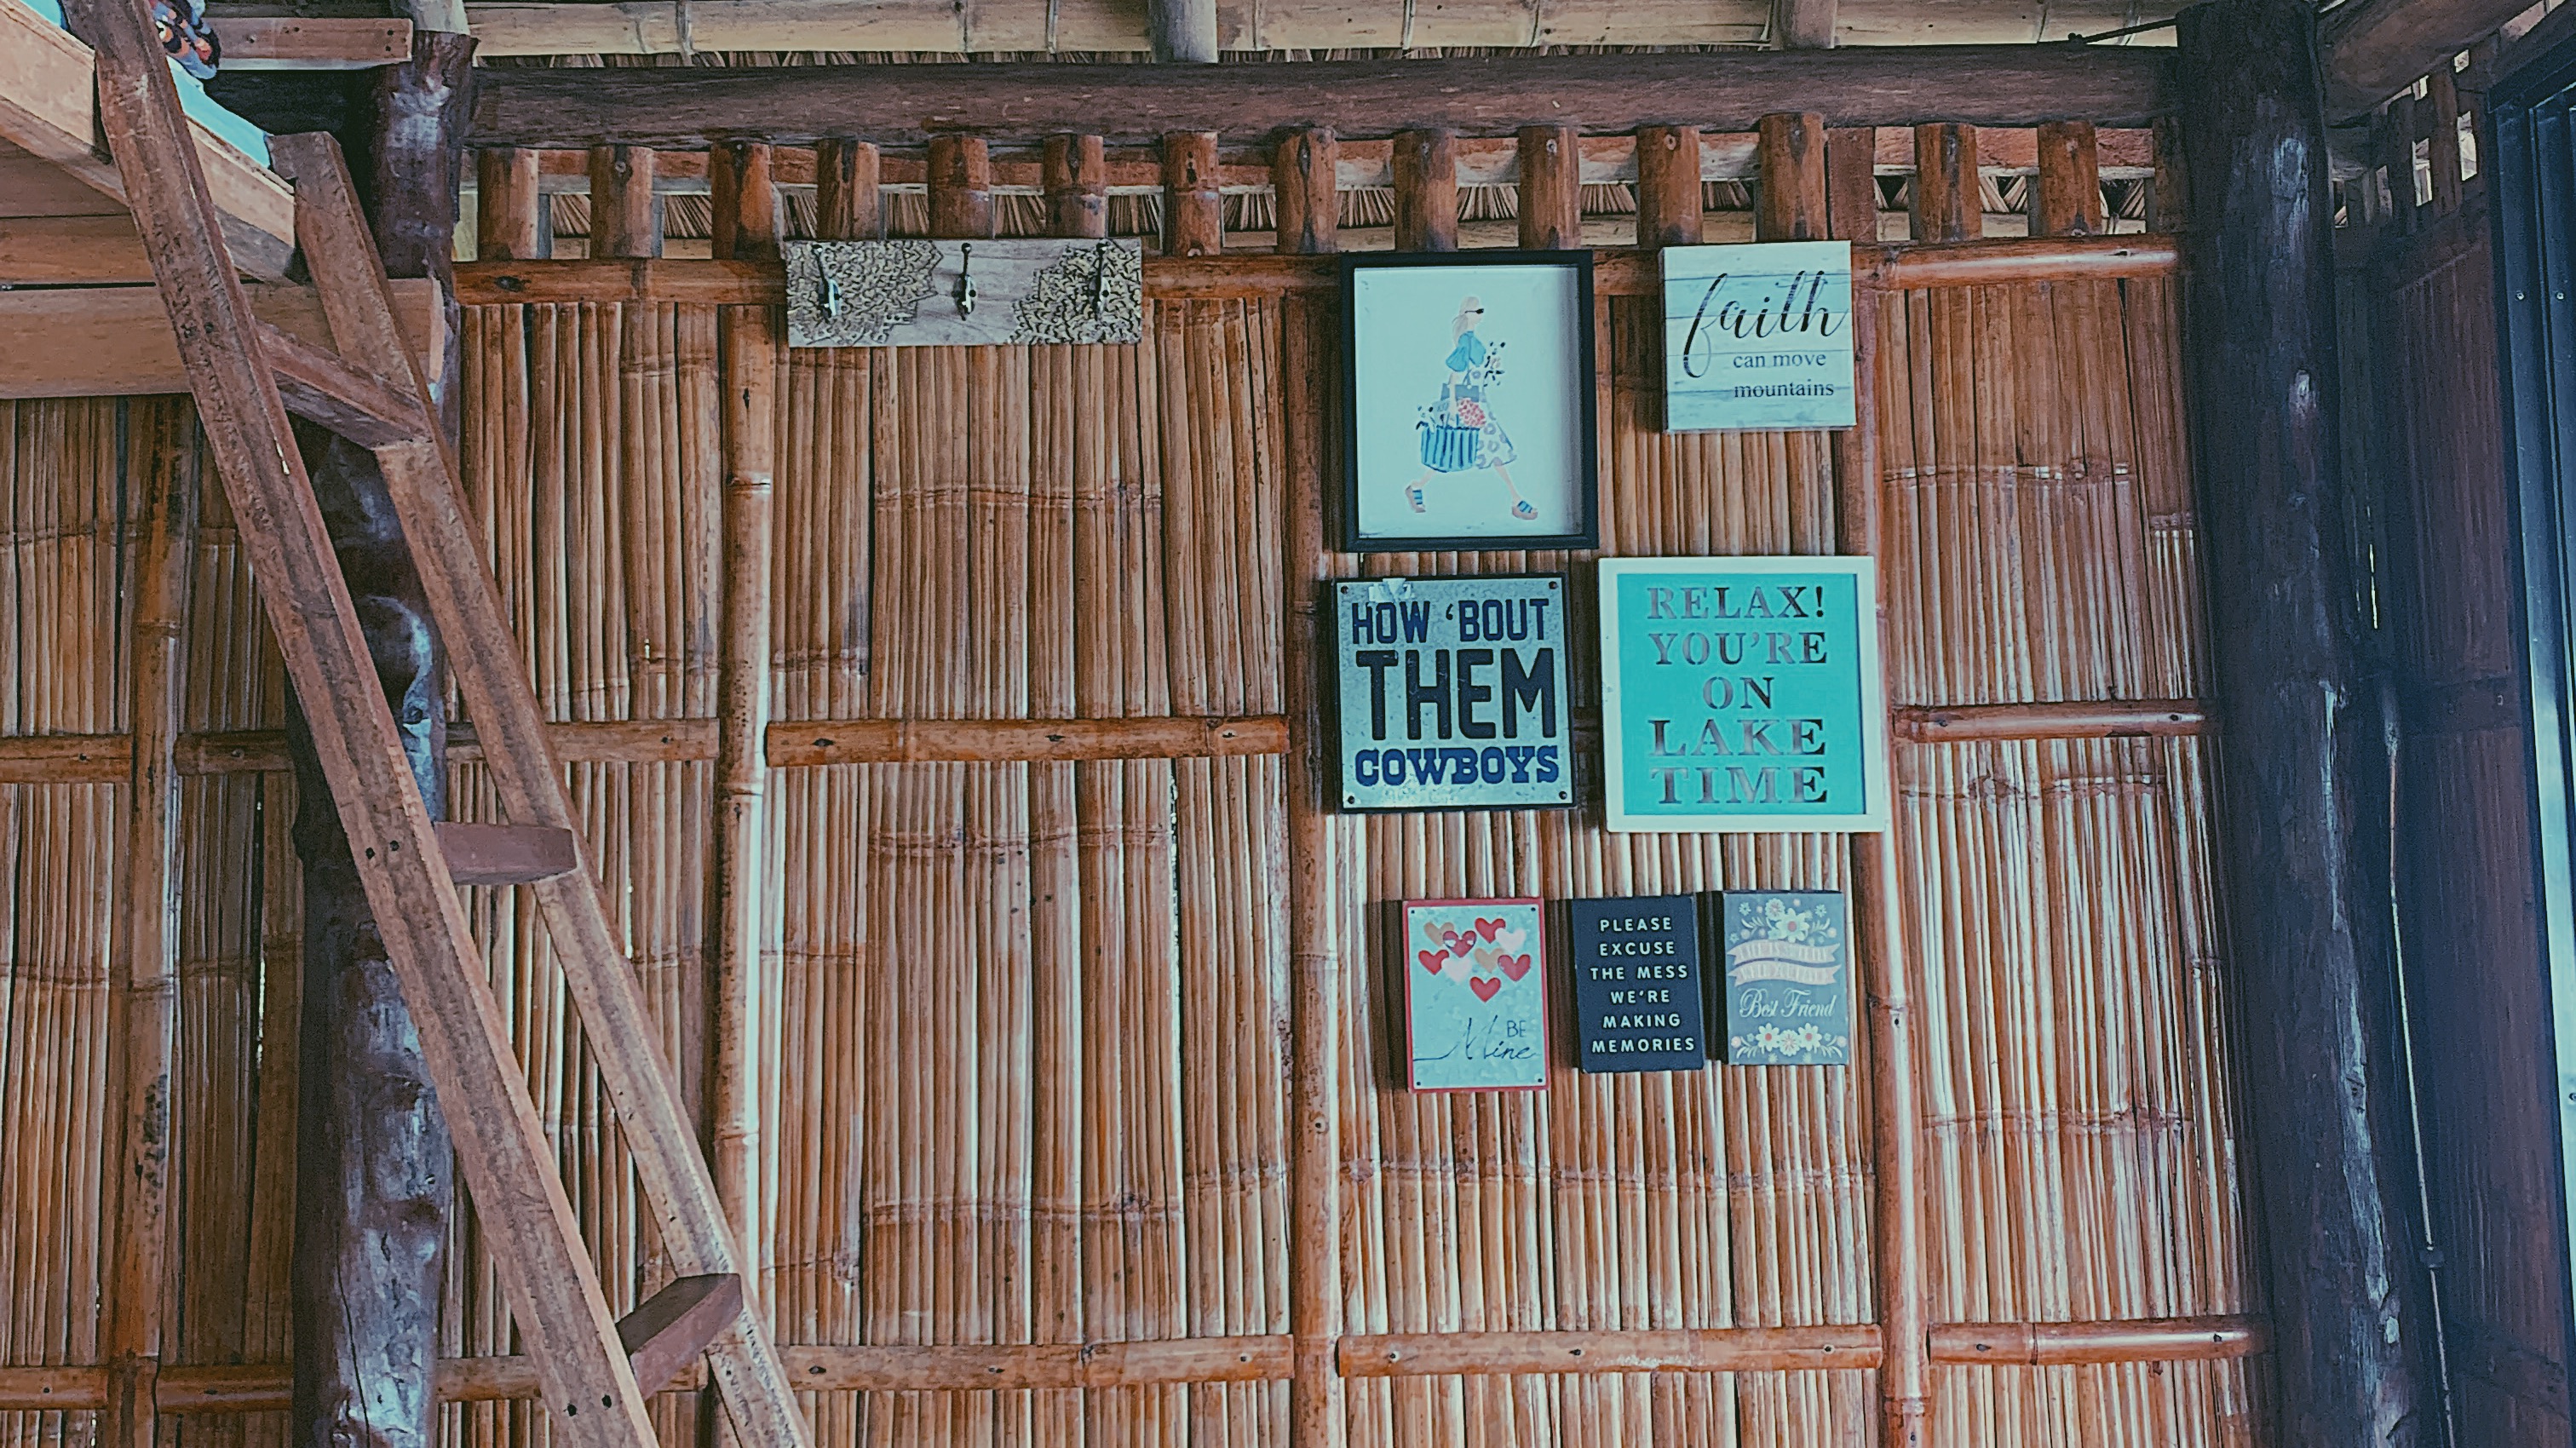 faith
can move
mountains
HOW 'BOUT
THEM
COWBOYS
RELAX!
YOU'RE
ON
LAKE
TIME
BE
Mine
PLEASE
EXCUSE
THE MESS
WE'RE
MAKING
MEMORIES
Best Friend